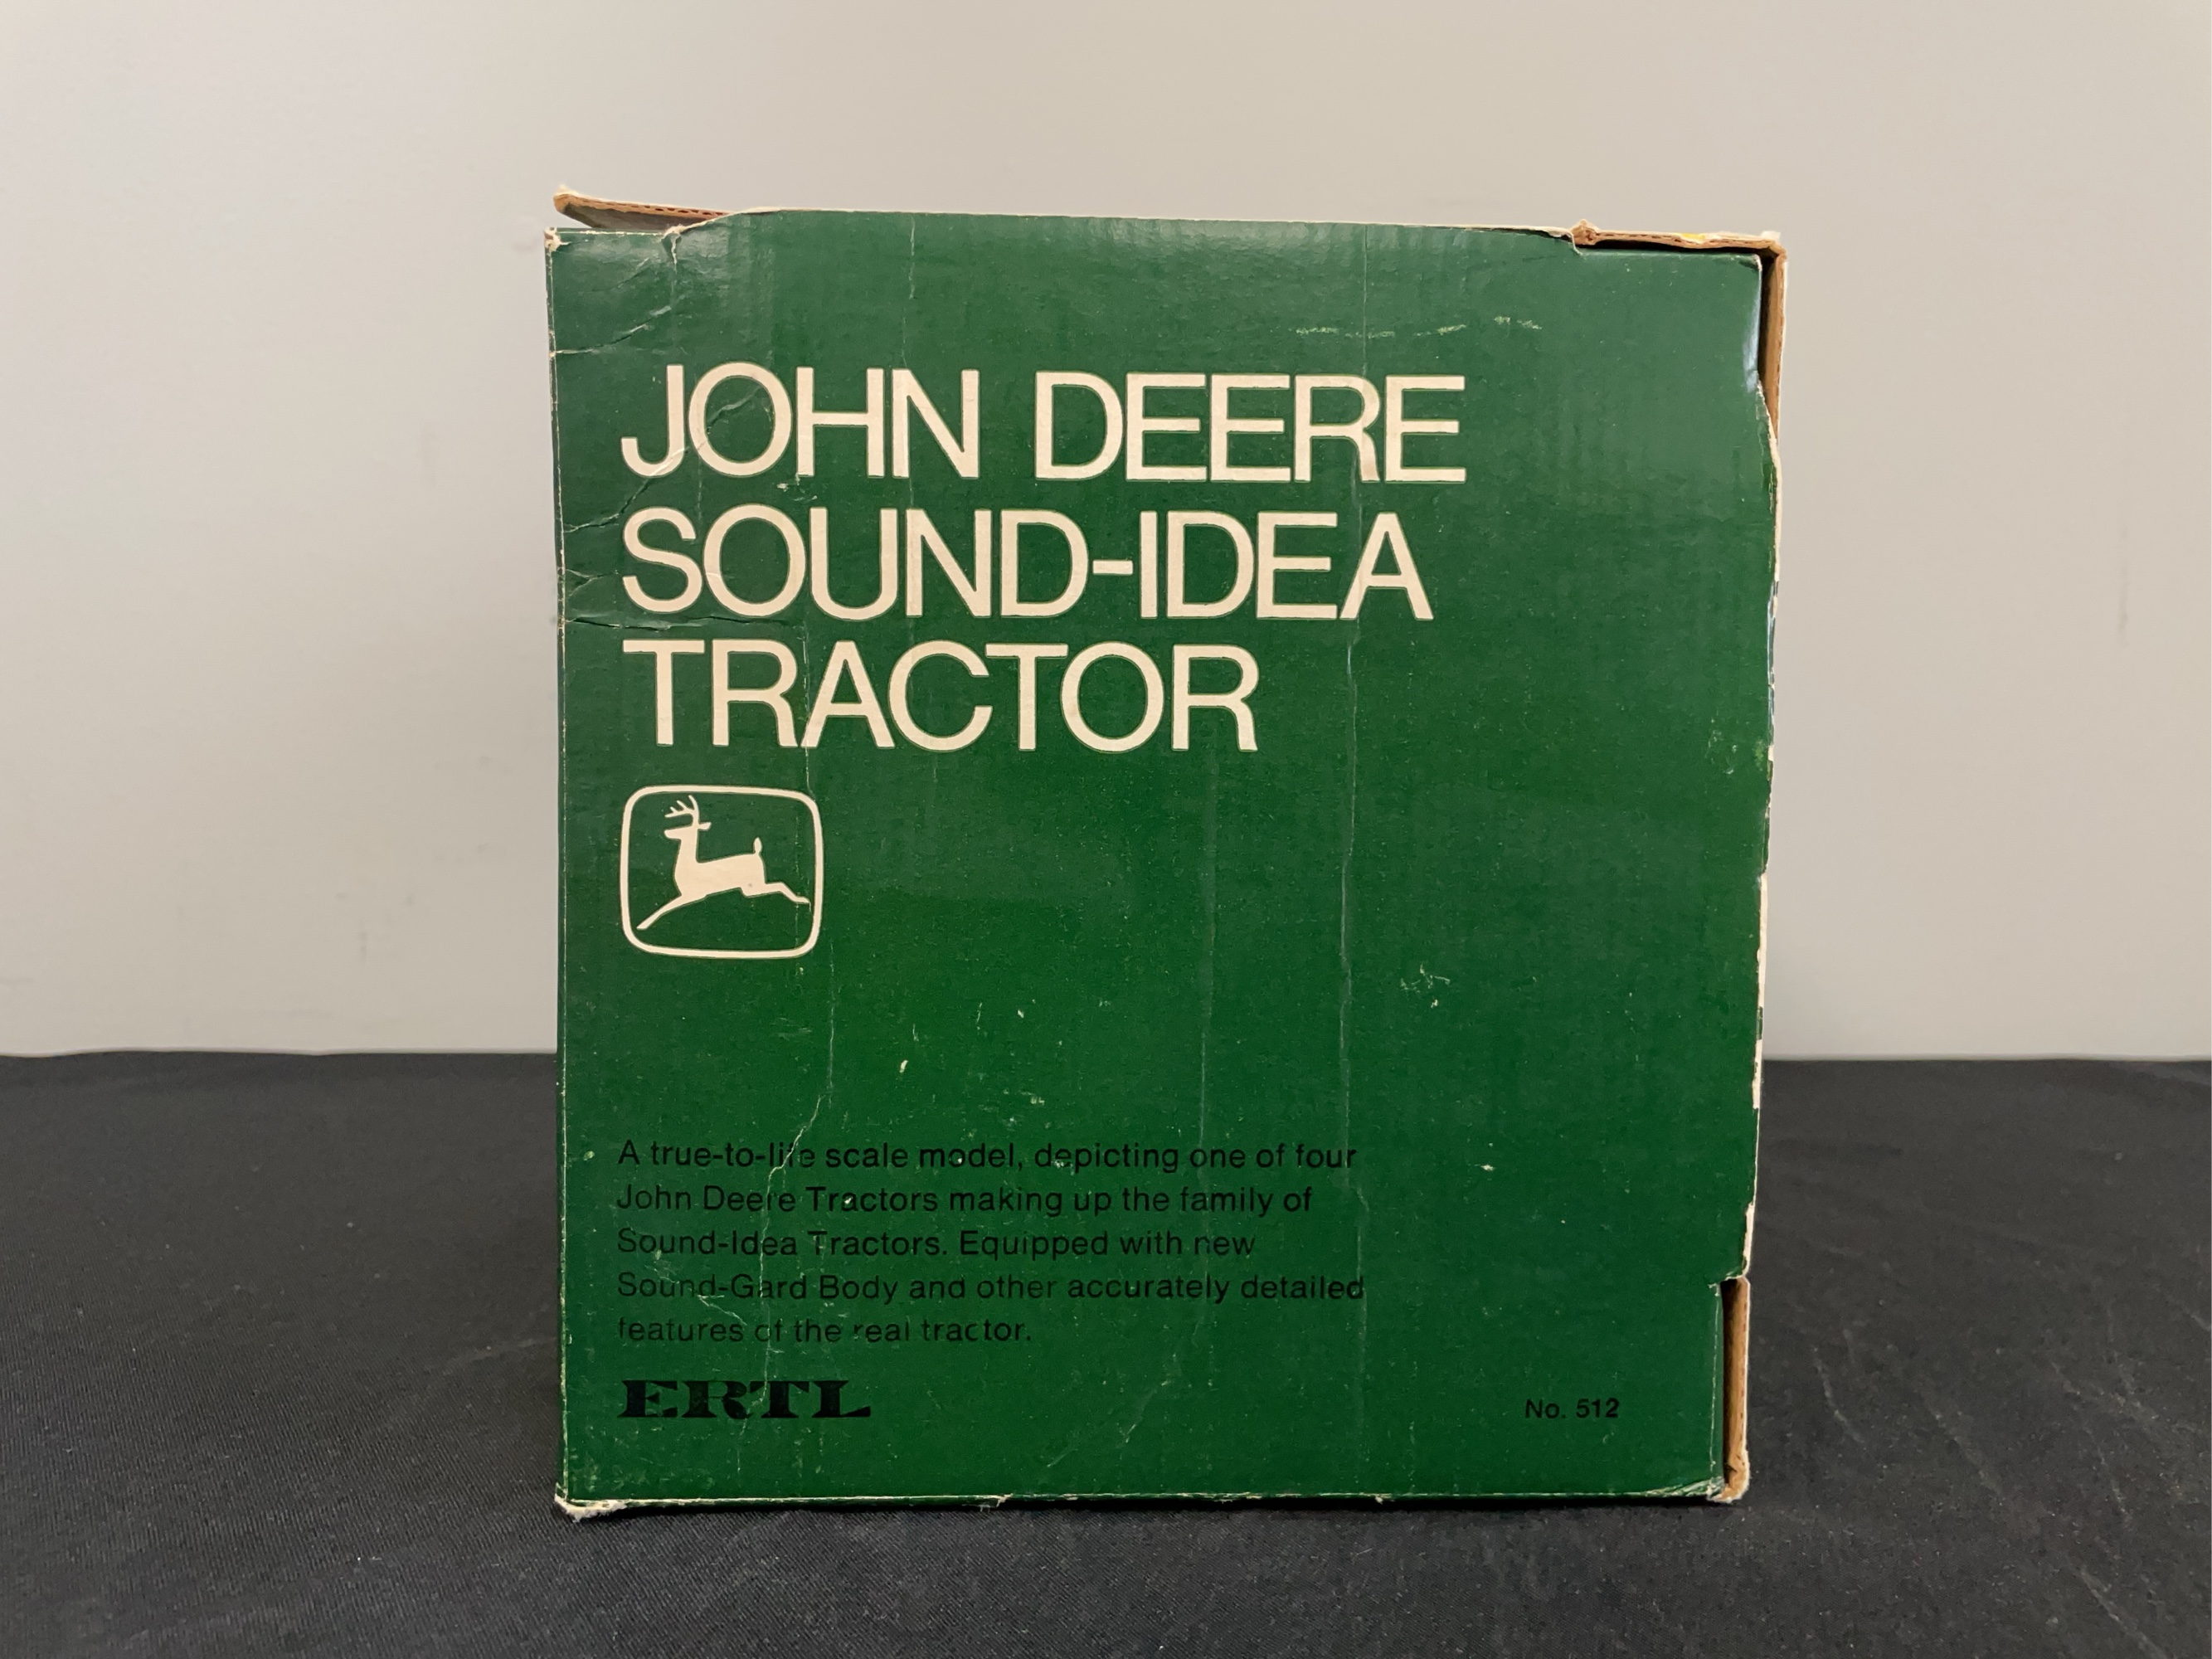 JOHN DEERE
SOUND-IDEA
TRACTOR
A true-to-life scale model, depicting one of four
John Deere Tractors making up the family of
Sound-Idea Tractors. Equipped with new
Sound-Gard Body and other accurately detailed
features of the real tractor.
ERTL
No. 512